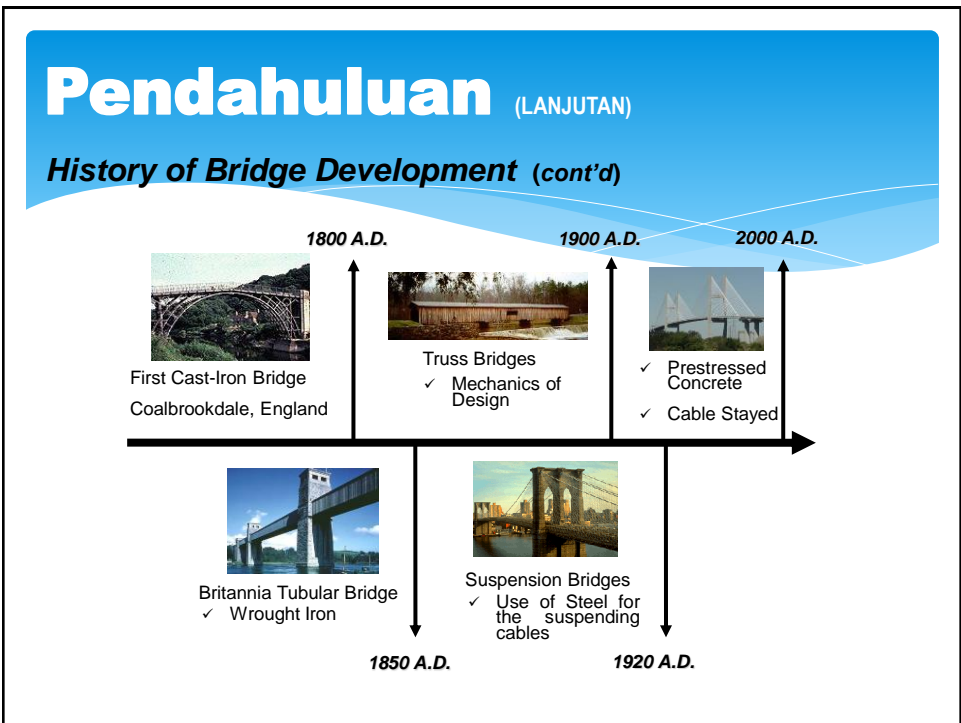 Pendahuluan (LANJUTAN)
History of Bridge Development (cont’d)
1800 A.D.
1900 A.D.
2000 A.D.
First Cast-Iron Bridge
Coalbrookdale, England
Truss Bridges
✓ Mechanics of
Design
✓ Prestressed
Concrete
✓ Cable Stayed
Britannia Tubular Bridge
✓ Wrought Iron
Suspension Bridges
✓ Use of Steel for
the suspending
cables
1850 A.D.
1920 A.D.